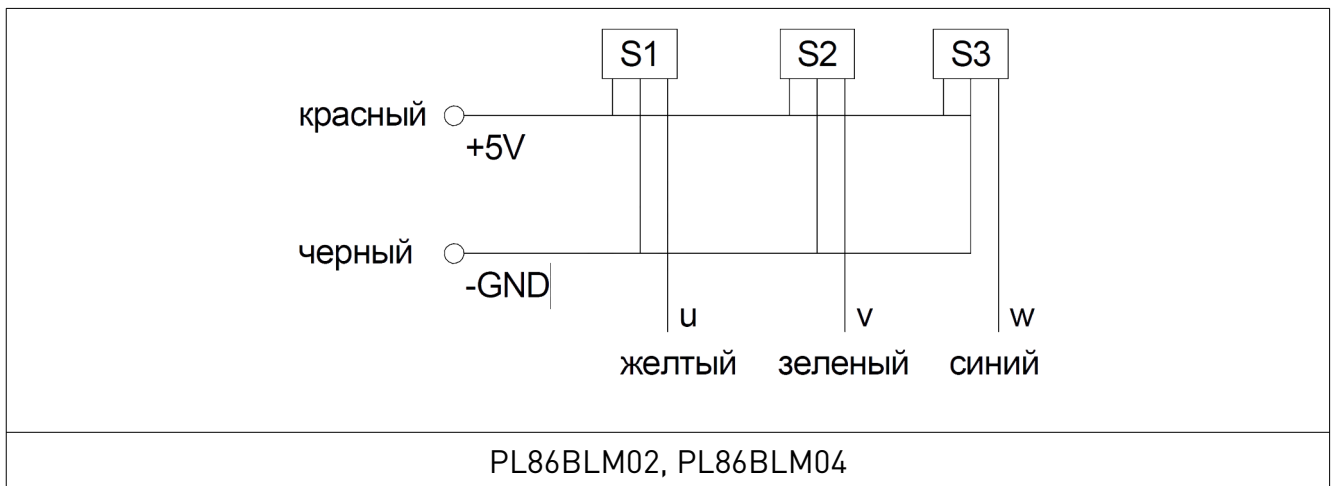 S1 S2 S3
красный
+5V
черный
-GND
u v w
желтый зеленый синий
PL86BLM02, PL86BLM04